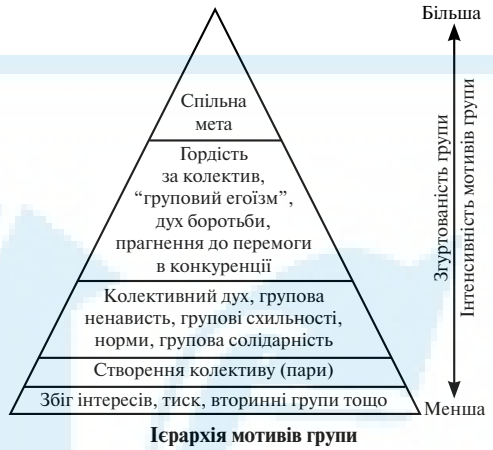 Більша
Спільна
мета
Гордість
за колектив,
“груповий егоїзм”,
дух боротьби,
прагнення до перемоги
в конкуренції
Колективний дух, групова
ненависть, групові схильності,
норми, групова солідарність
Створення колективу (пари)
Збіг інтересів, тиск, вторинні групи тощо
Згуртованість групи
Інтенсивність мотивів групи
Менша
Ієрархія мотивів групи